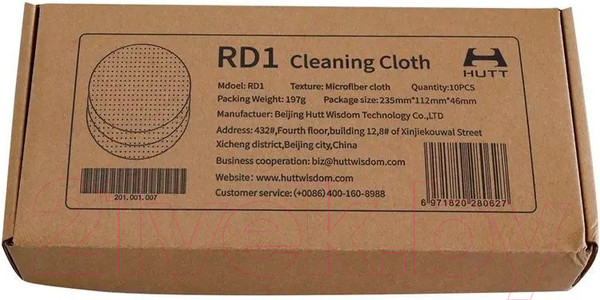 RD1 Cleaning Cloth
HUTT
Mdoel: RD1 Texture: Microfiber cloth Quantity:10PCS
Packing Weight: 197g Package size:235mm*112mm*46mm
Manufactuer: Beijing Hutt Wisdom Technology Co.,LTD
Address: 432#,Fourth floor,building 12,8# of Xinjiekouwal Street
Xicheng district,Beijing city,China
Business cooperation: biz@huttwisdom.com
Website: www.huttwisdom.com
Customer service: (+0086) 400-160-8988
201.001.007
6 971820 280627
zivek.by